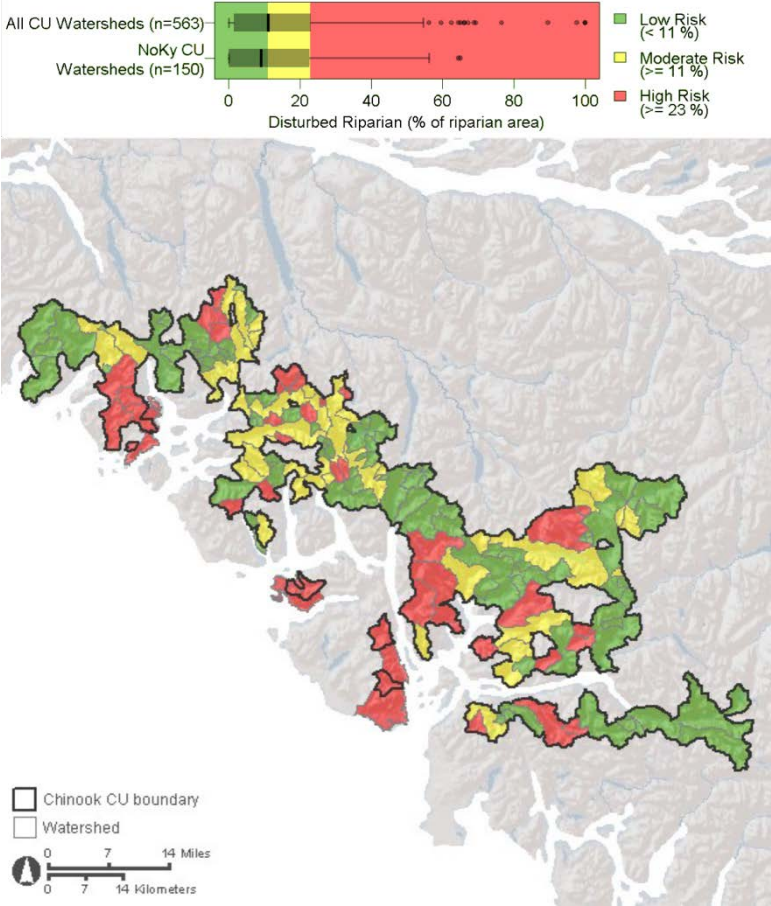 All CU Watersheds (n=563)
NoKy CU
Watersheds (n=150)
0 20 40 60 80 100
Disturbed Riparian (% of riparian area)
Low Risk
(< 11 %)
Moderate Risk
(>= 11 %)
High Risk
(>= 23 %)
Chinook CU boundary
Watershed
0 7 14 Miles
0 7 14 Kilometers